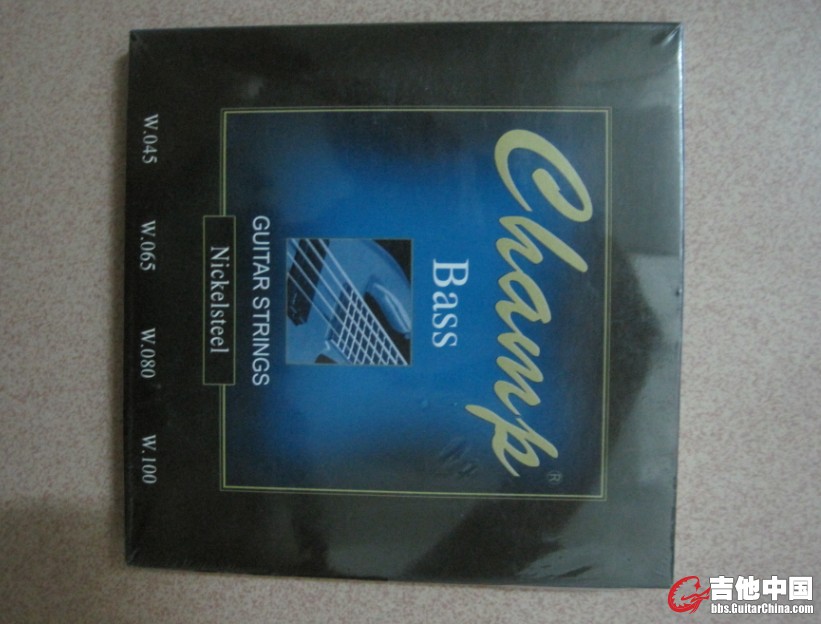 Champ®
Bass
GUITAR STRINGS
Nickelsteel
W.045 W.065 W.080 W.100
吉他中国
bbs.GuitarChina.com